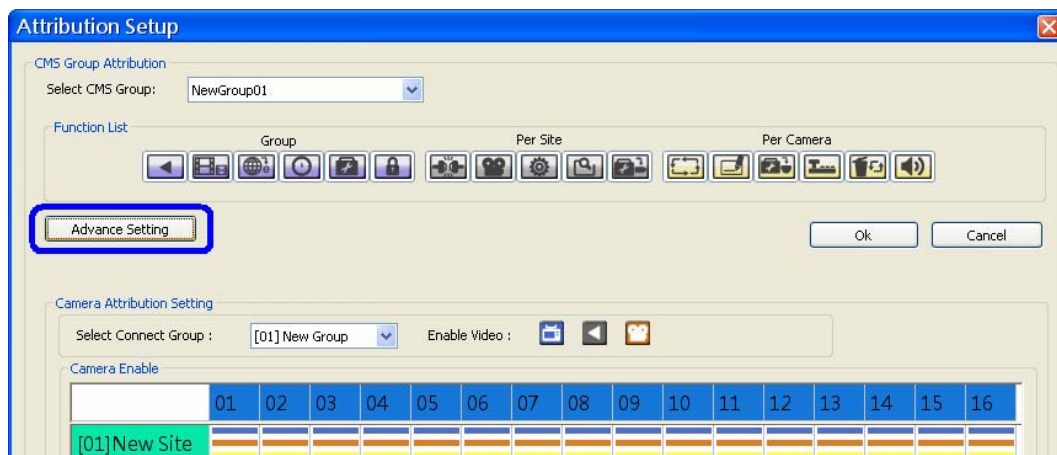 Attribution Setup
CMS Group Attribution
Select CMS Group: NewGroup01
Function List
Group Per Site Per Camera
Advance Setting Ok Cancel
Camera Attribution Setting
Select Connect Group : [01] New Group Enable Video :
Camera Enable
01 02 03 04 05 06 07 08 09 10 11 12 13 14 15 16
[01]New Site